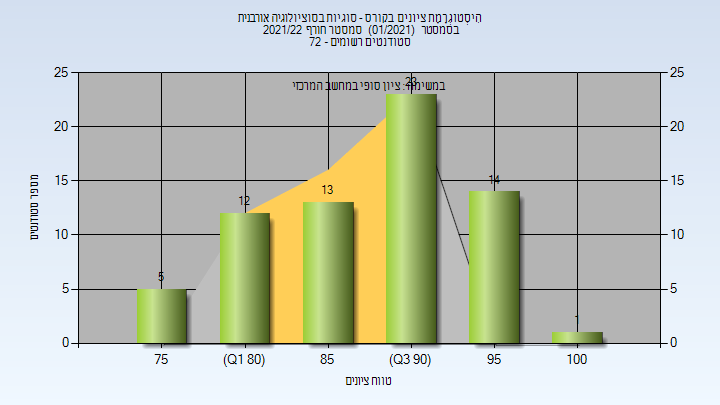 היסטוגרמת ציונים בקורס - סוגיות בסוציולוגיה אורבנית
בסמסטר (01/2021) סמסטר חורף 2021/22
סטודנטים רשומים - 72
במשימה: ציון סופי במחשב המרכזי
25
20
15
10
5
0
25
20
15
10
5
0
מספר סטודנטים
5
12
13
23
14
1
75
(Q1 80)
85
(Q3 90)
95
100
טווח ציונים